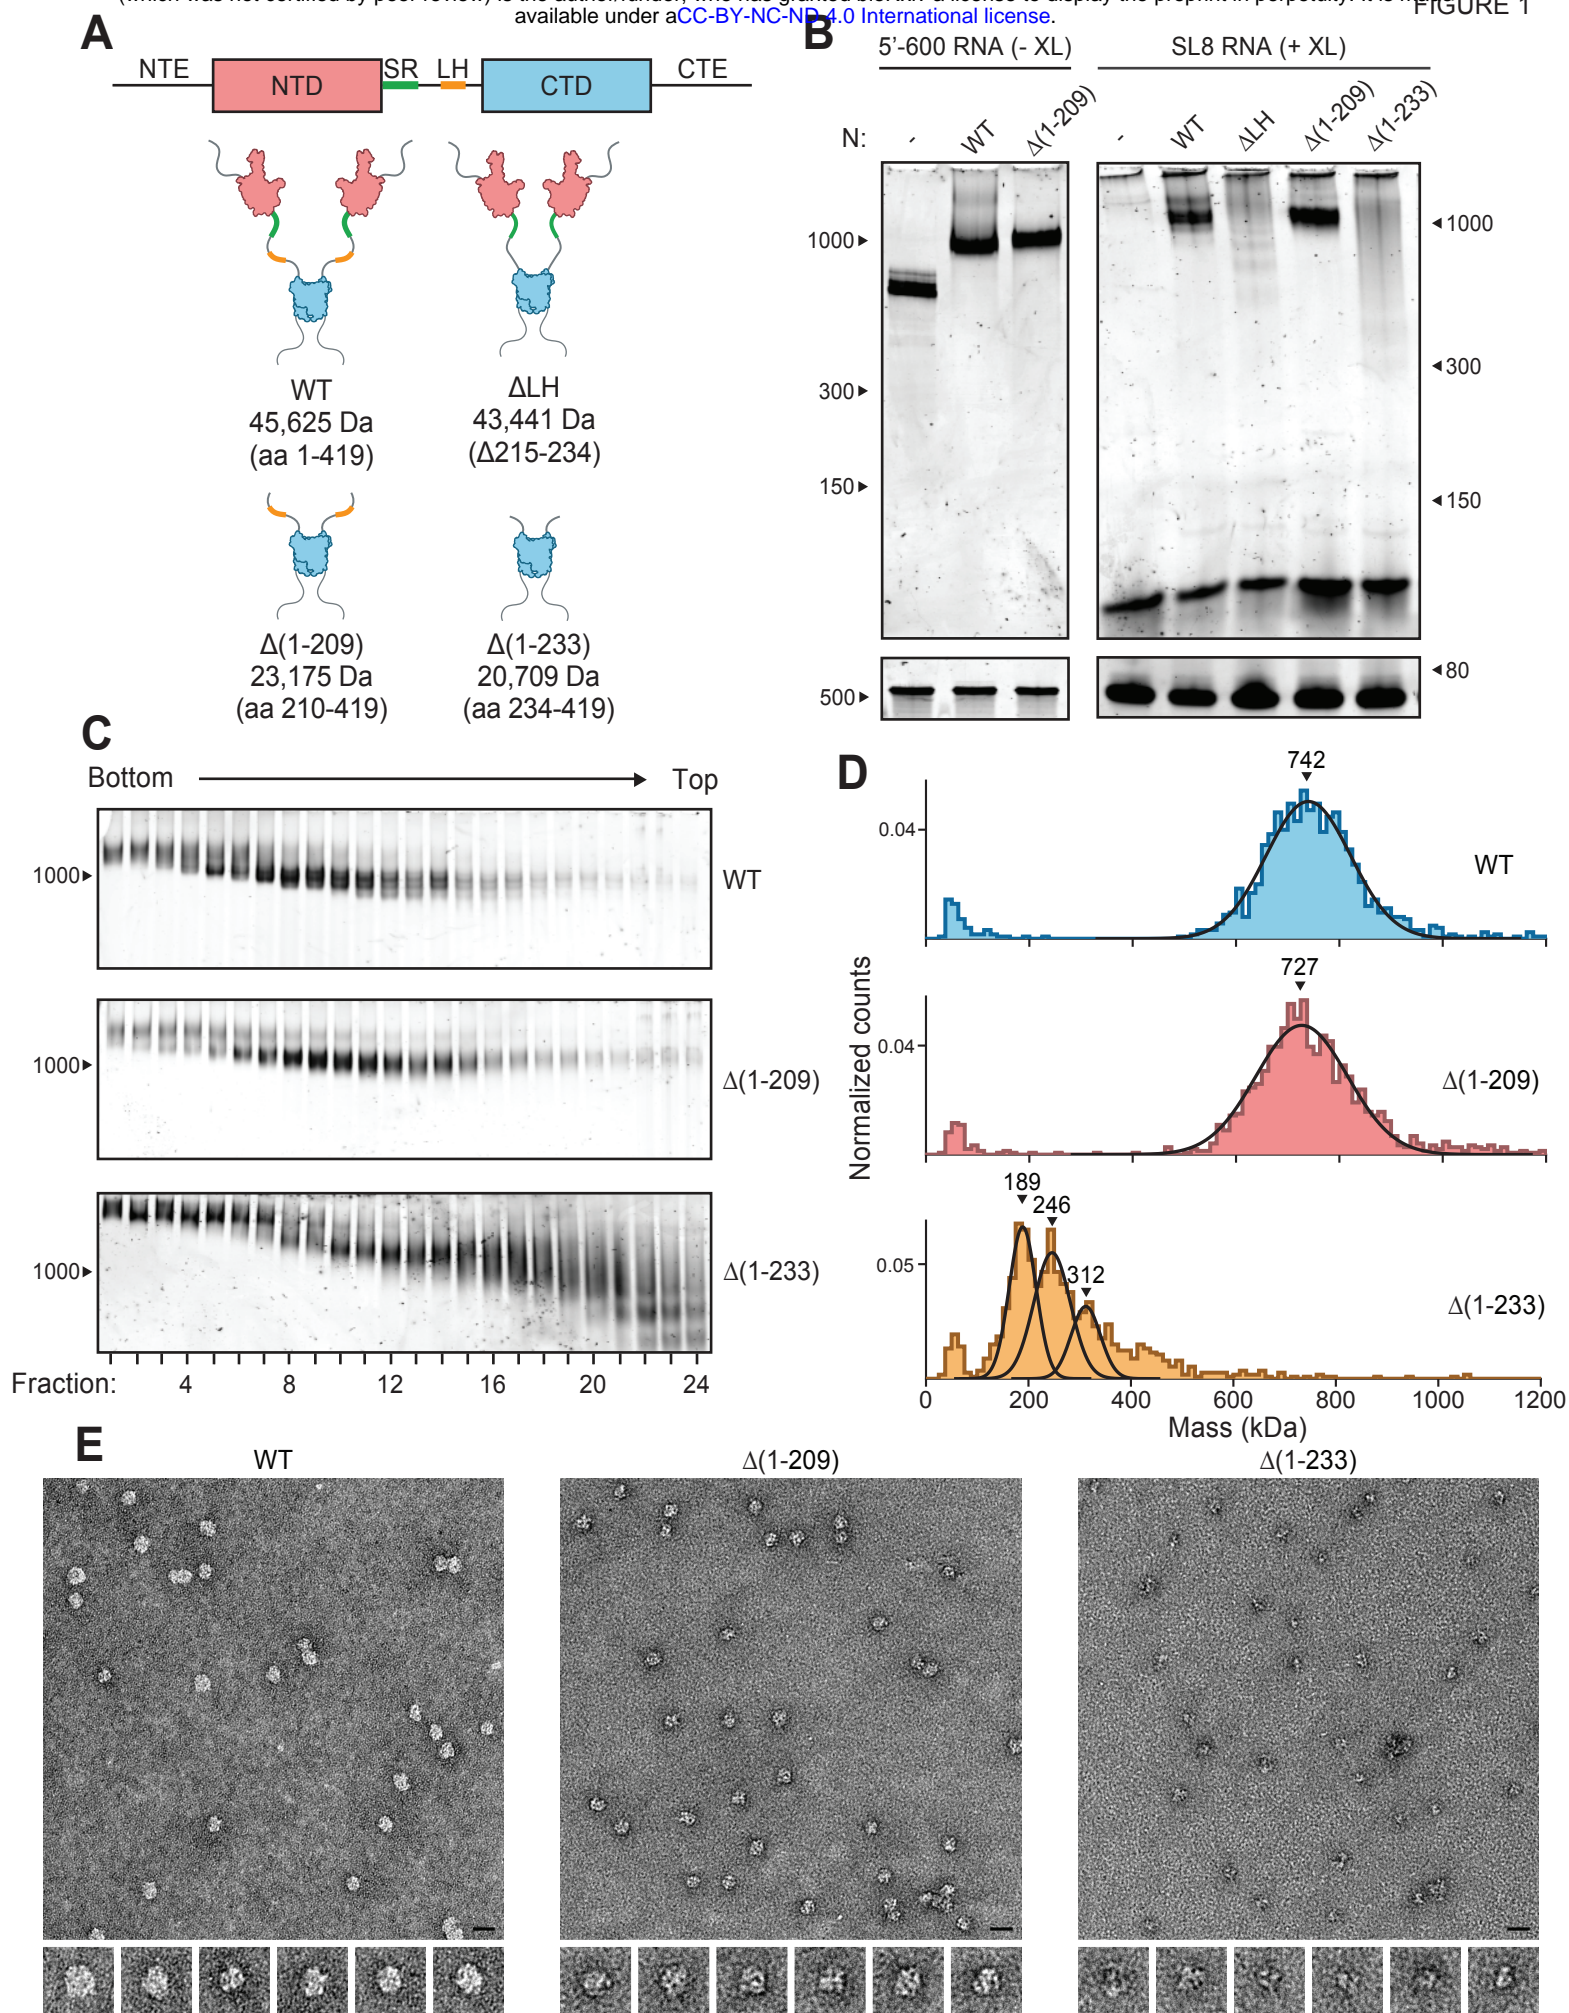 available under aCC-BY-NC-ND 4.0 International license.
FIGURE 1
A
NTE NTD SR LH CTD CTE
WT
45,625 Da
(aa 1-419)
ΔLH
43,441 Da
(Δ215-234)
Δ(1-209)
23,175 Da
(aa 210-419)
Δ(1-233)
20,709 Da
(aa 234-419)
B
5'-600 RNA (- XL)
SL8 RNA (+ XL)
N: - WT Δ(1-209)
- WT ΔLH Δ(1-209) Δ(1-233)
1000
300
150
500
1000
300
150
80
C
Bottom Top
1000 WT
1000 Δ(1-209)
1000 Δ(1-233)
Fraction: 4 8 12 16 20 24
D
Normalized counts
742
0.04
WT
727
0.04
Δ(1-209)
189
246
312
0.05
Δ(1-233)
0 200 400 600 800 1000 1200
Mass (kDa)
E
WT Δ(1-209) Δ(1-233)